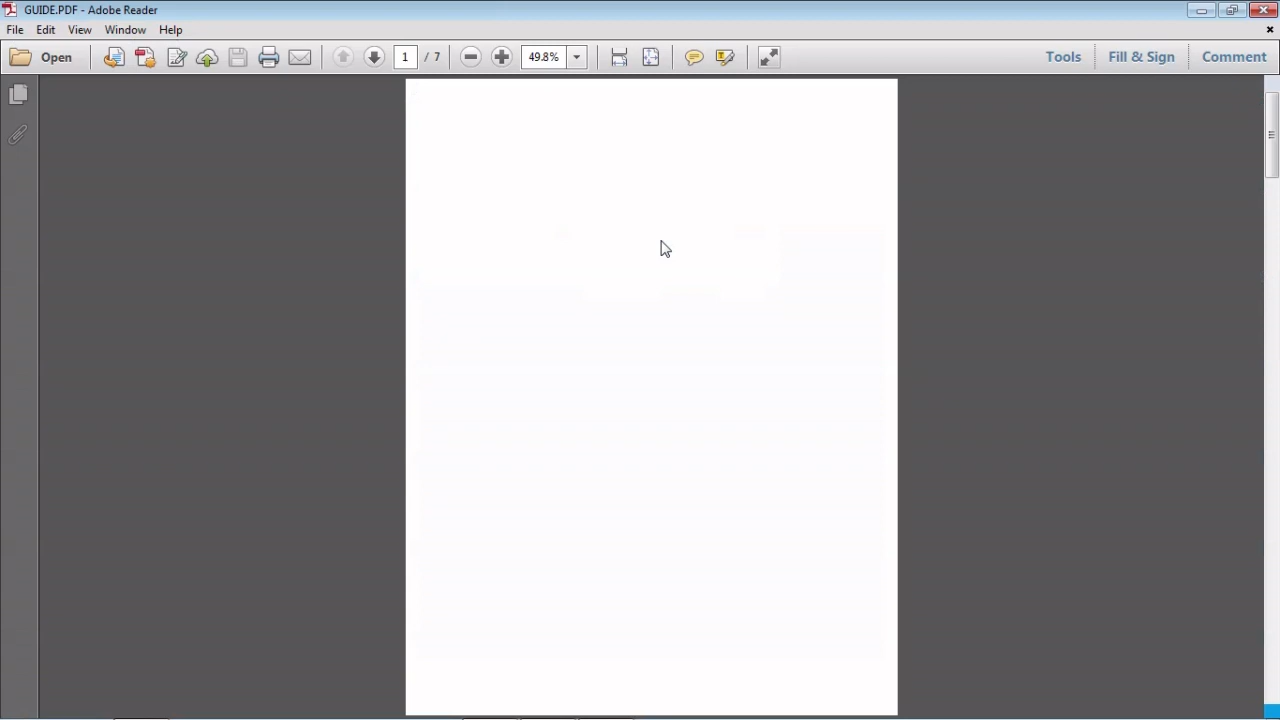 GUIDE.PDF - Adobe Reader
File Edit View Window Help
Open 1 / 7 49.8% Tools Fill & Sign Comment